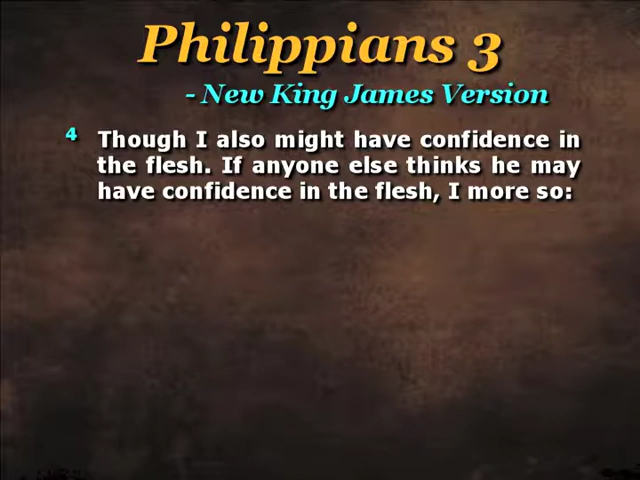 Philippians 3
- New King James Version
4 Though I also might have confidence in
the flesh. If anyone else thinks he may
have confidence in the flesh, I more so: